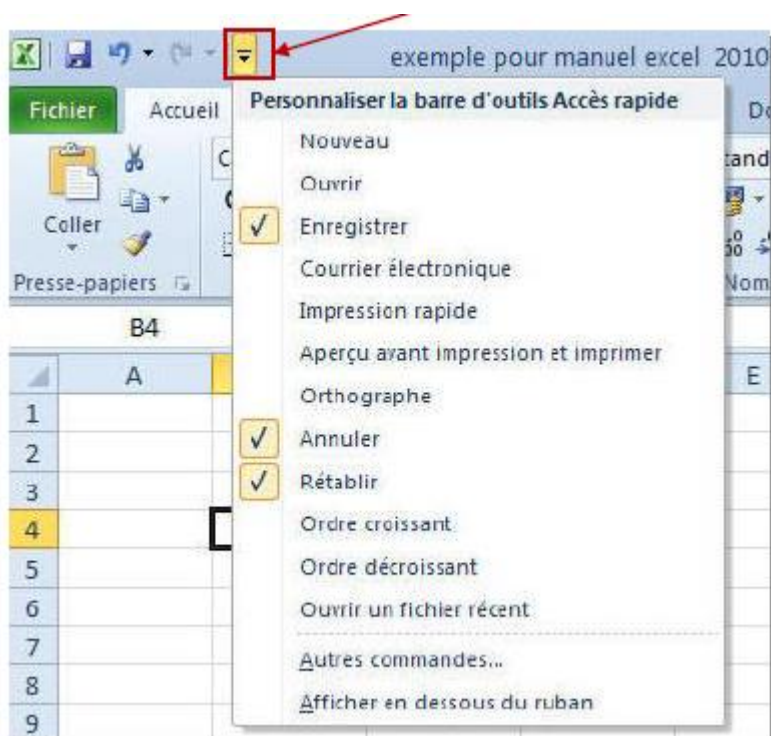 exemple pour manuel excel 2010
Fichier Accueil
Personnaliser la barre d'outils Accès rapide
Nouveau
Ouvrir
Enregistrer
Courrier électronique
Impression rapide
Aperçu avant impression et imprimer
Orthographe
Annuler
Rétablir
Ordre croissant
Ordre décroissant
Ouvrir un fichier récent
Autres commandes...
Afficher en dessous du ruban
Coller
Presse-papiers
B4
A E
1
2
3
4
5
6
7
8
9